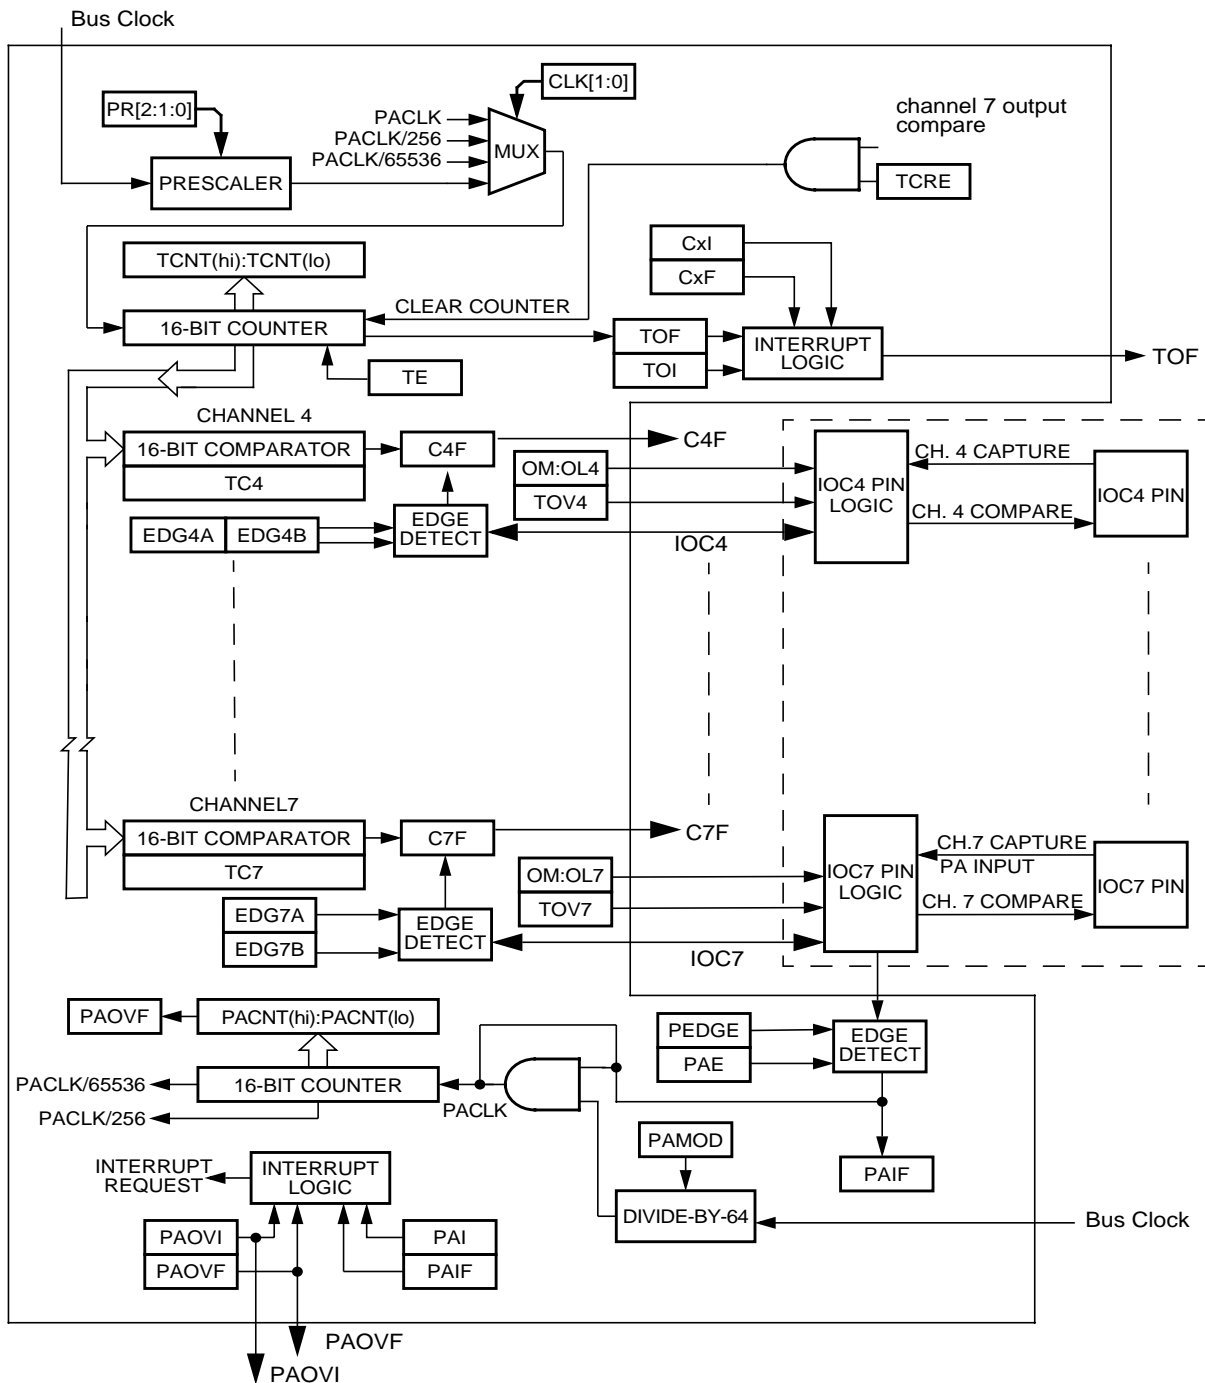 Bus Clock
CLK[1:0]
PR[2:1:0]
PACLK
PACLK/256
PACLK/65536
MUX
PRESCALER
channel 7 output
compare
TCRE
CxI
CxF
TCNT(hi):TCNT(lo)
CLEAR COUNTER
16-BIT COUNTER
TE
TOF
TOI
INTERRUPT
LOGIC
TOF
CHANNEL 4
16-BIT COMPARATOR
TC4
C4F
C4F
EDG4A
EDG4B
EDGE
DETECT
OM:OL4
TOV4
IOC4
IOC4 PIN
LOGIC
CH. 4 CAPTURE
CH. 4 COMPARE
IOC4 PIN
CHANNEL7
16-BIT COMPARATOR
TC7
C7F
C7F
EDG7A
EDG7B
EDGE
DETECT
OM:OL7
TOV7
IOC7
IOC7 PIN
LOGIC
CH.7 CAPTURE
PA INPUT
CH. 7 COMPARE
IOC7 PIN
PAOVF
PACNT(hi):PACNT(lo)
PACLK/65536
16-BIT COUNTER
PACLK
PACLK/256
PEDGE
PAE
EDGE
DETECT
PAMOD
PAIF
DIVIDE-BY-64
Bus Clock
INTERRUPT
REQUEST
INTERRUPT
LOGIC
PAOVI
PAOVF
PAI
PAIF
PAOVF
PAOVI